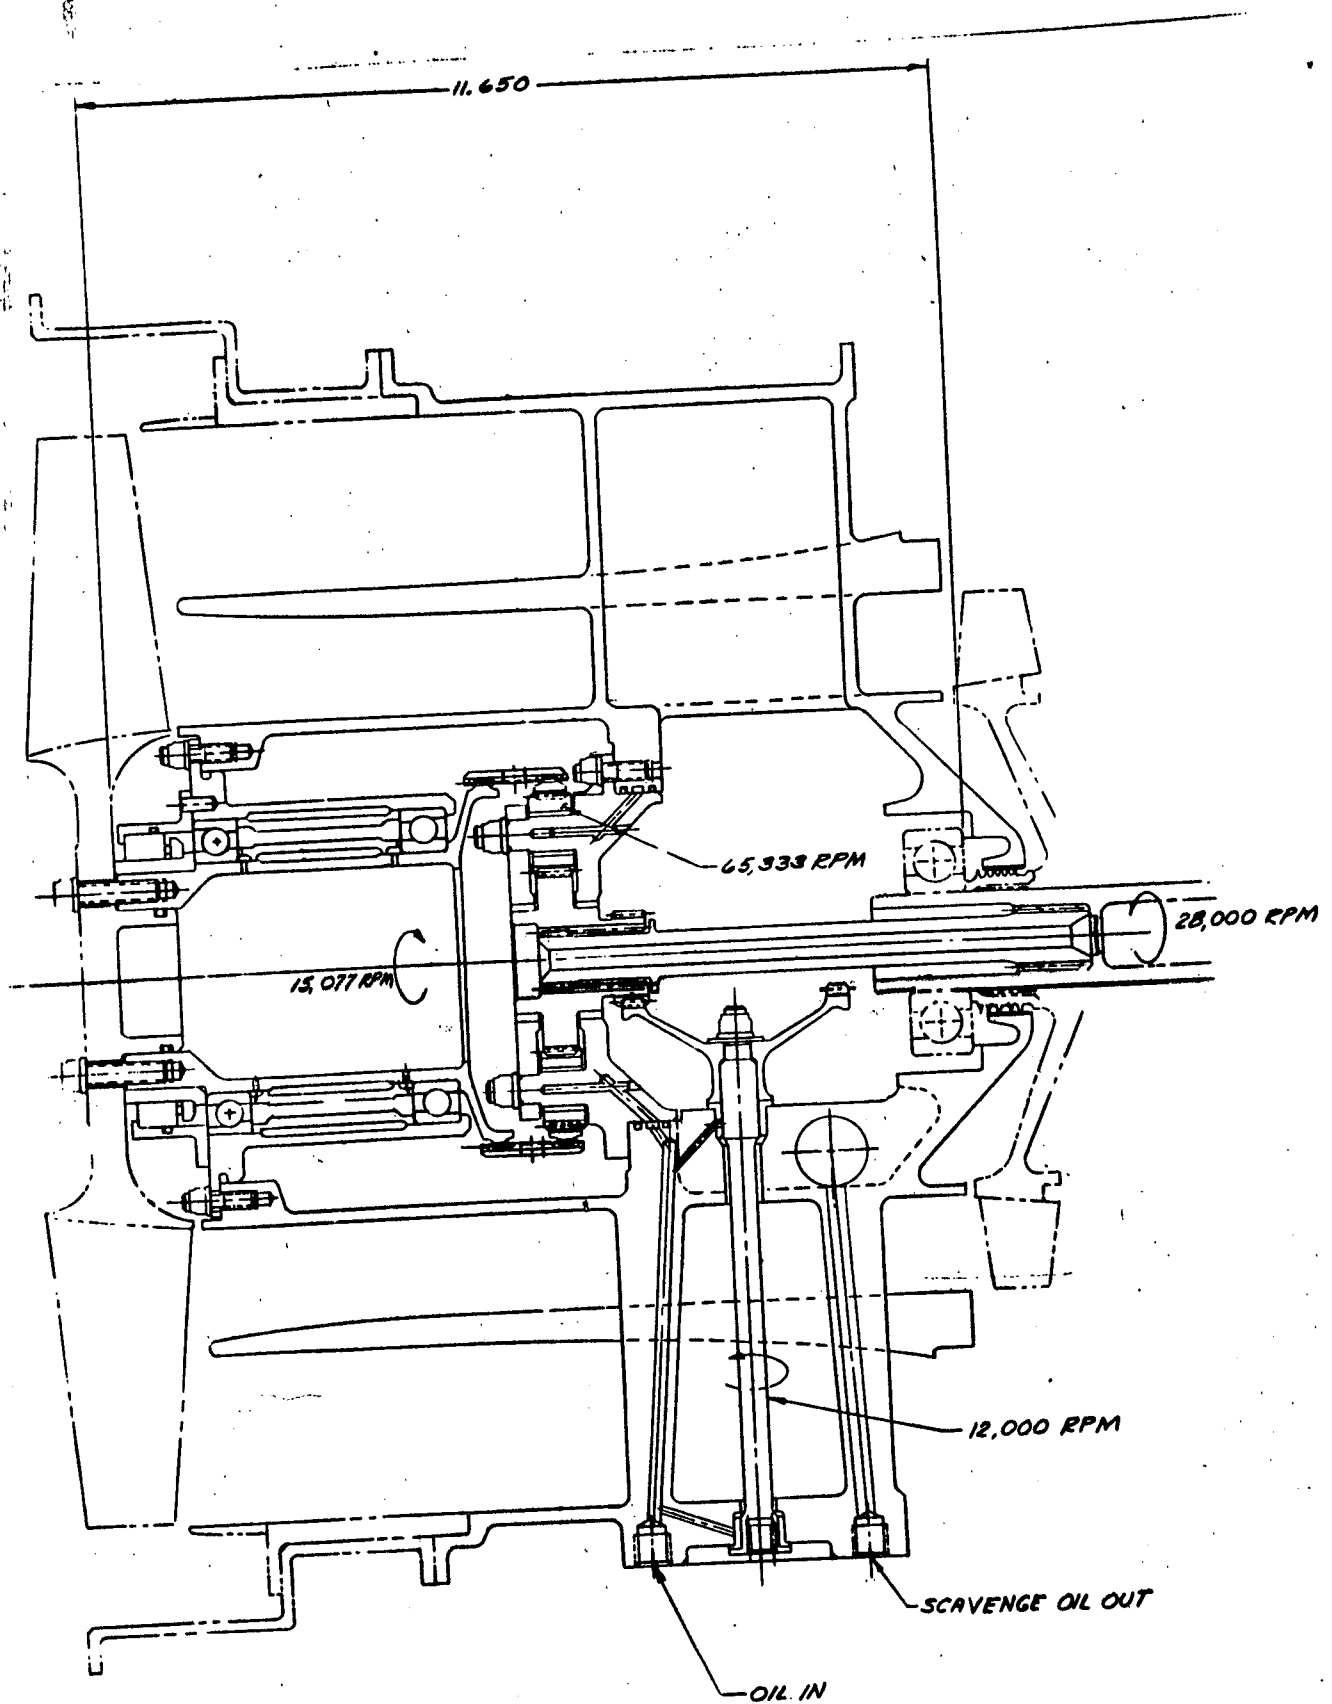 11.650
65,333 RPM
28,000 RPM
15,077 RPM
12,000 RPM
SCAVENGE OIL OUT
OIL IN